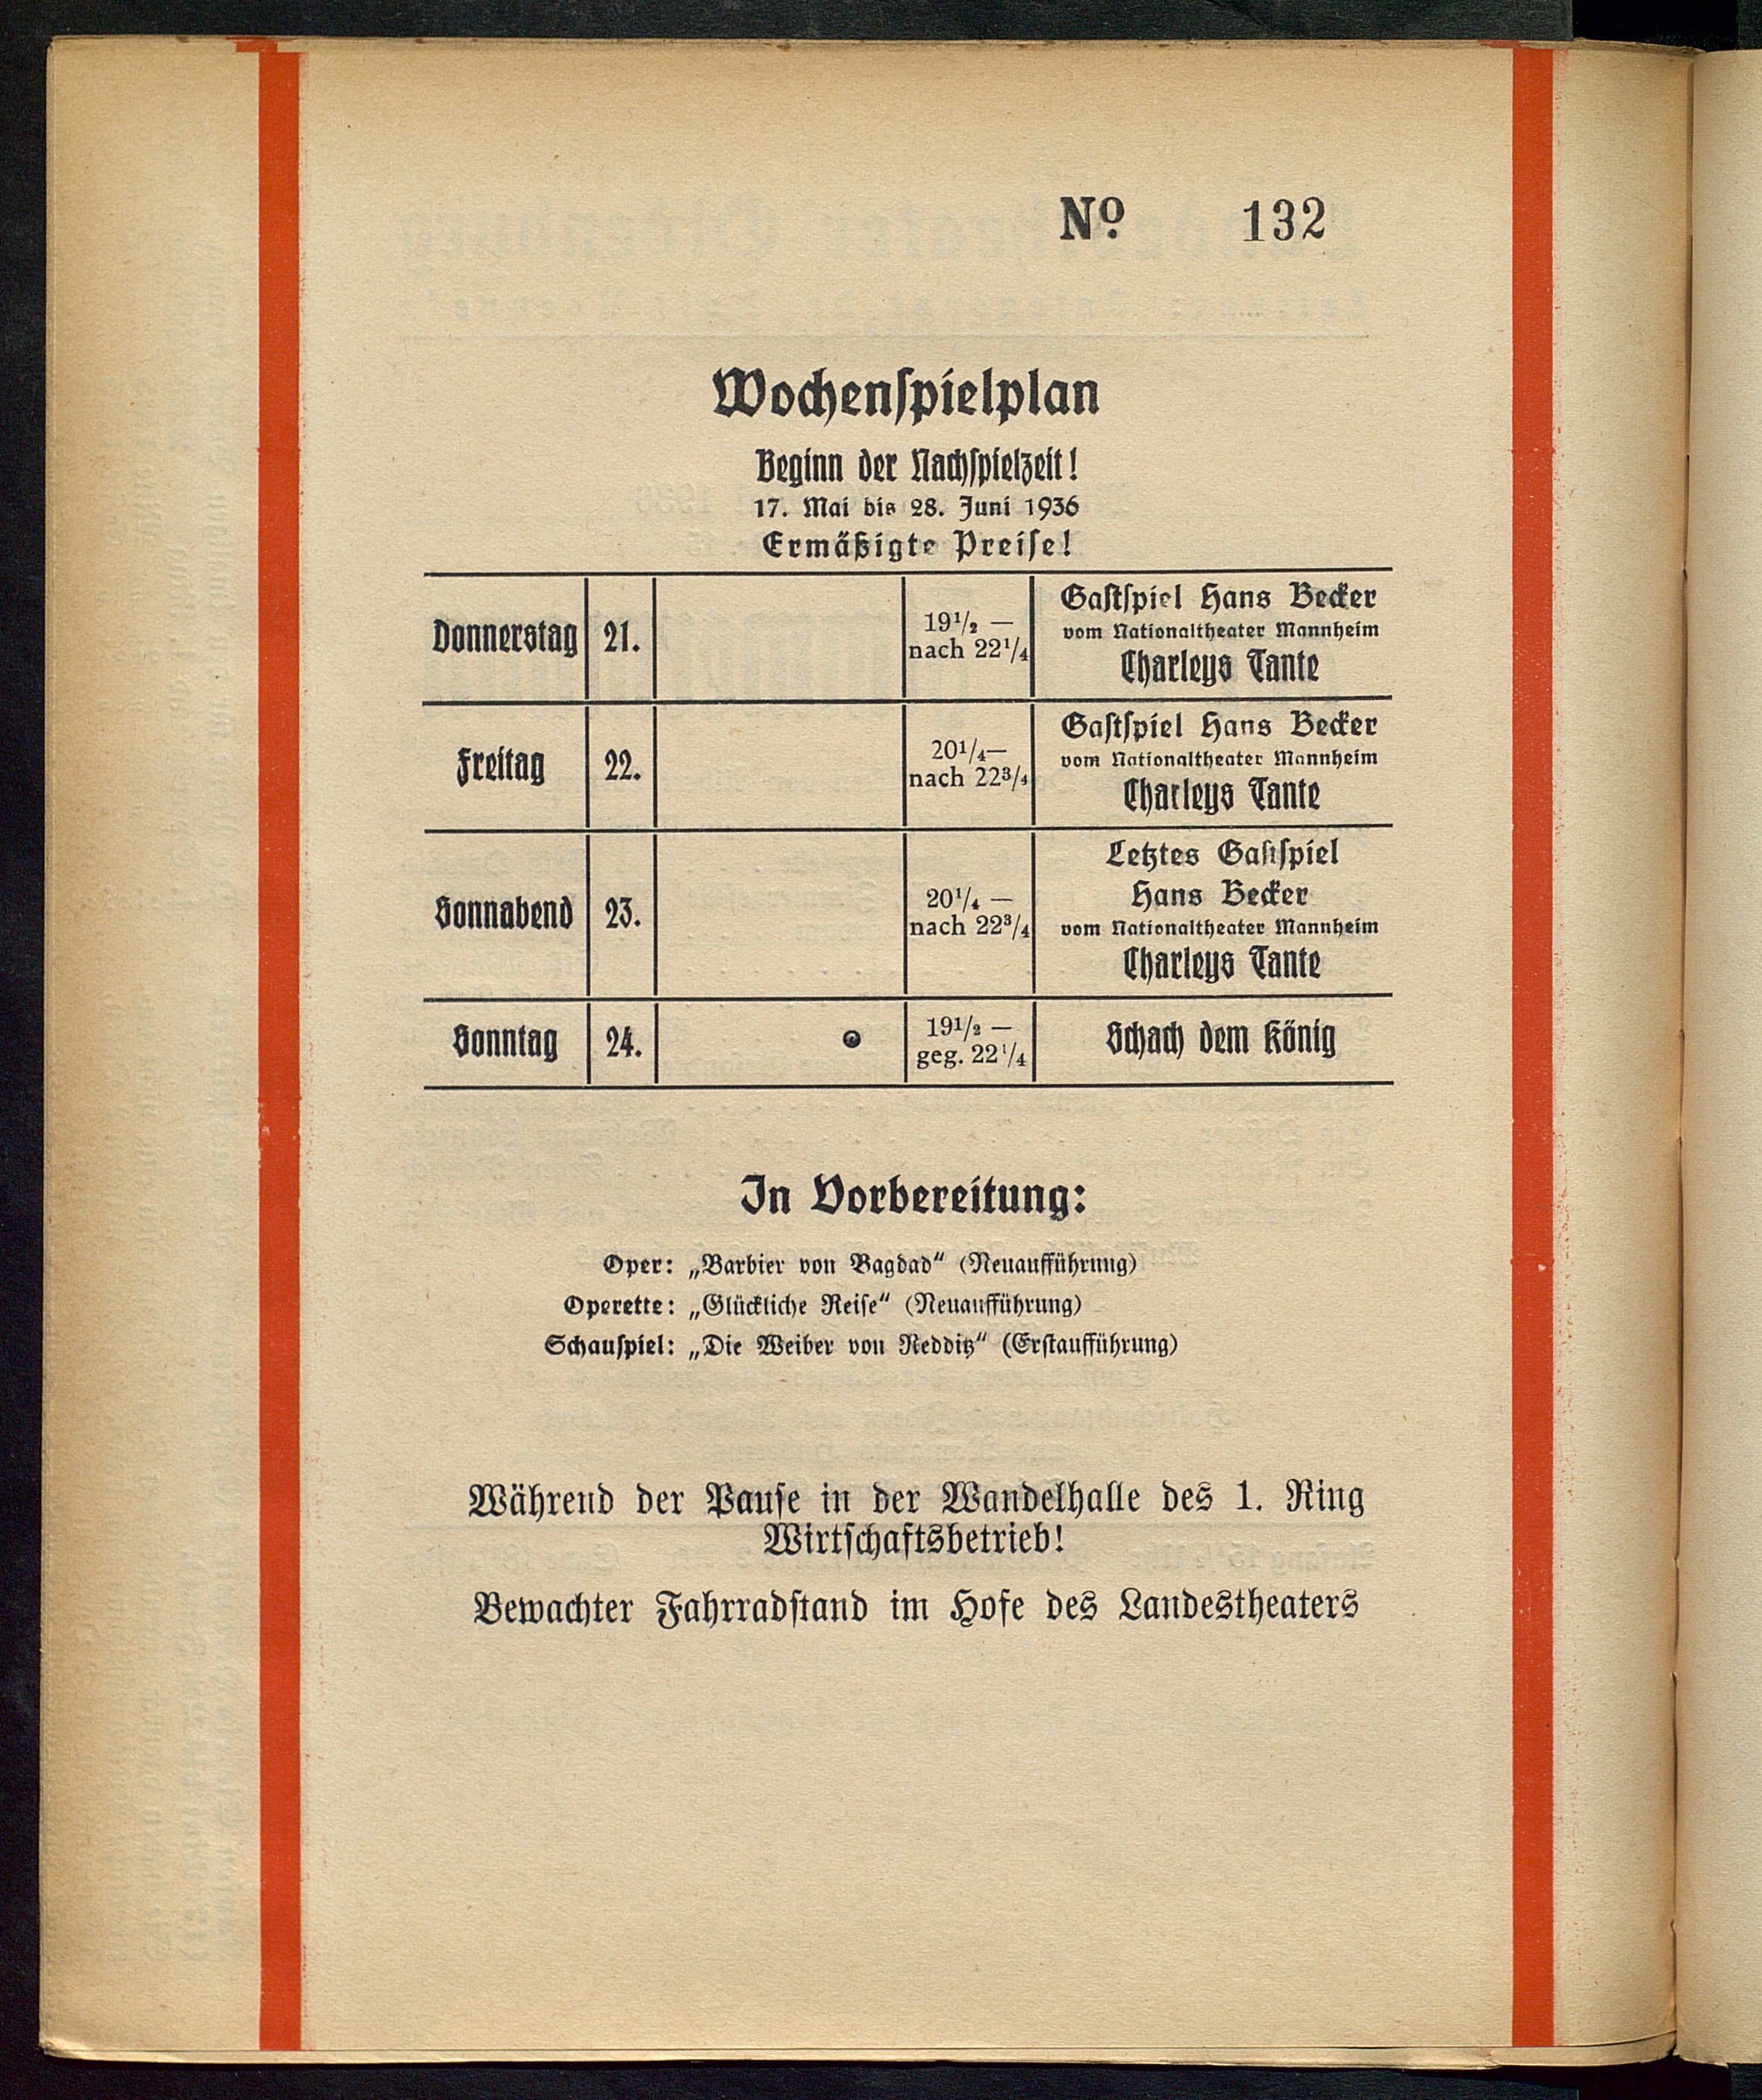 Nº 132
Wochenspielplan
Beginn der Nachspielzeit!
17. Mai bis 28. Juni 1936
Ermäßigte Preise!
Donnerstag 21. 19½ — nach 22¼ Gastspiel Hans Becker
vom Nationaltheater Mannheim
Charleys Tante
Freitag 22. 20¼— nach 22¾ Gastspiel Hans Becker
vom Nationaltheater Mannheim
Charleys Tante
Sonnabend 23. 20¼ — nach 22¾ Letztes Gastspiel
Hans Becker
vom Nationaltheater Mannheim
Charleys Tante
Sonntag 24. 19½ — geg. 22¼ Schach dem König
In Vorbereitung:
Oper: „Barbier von Bagdad“ (Neuaufführung)
Operette: „Glückliche Reise“ (Neuaufführung)
Schauspiel: „Die Weiber von Redditz“ (Erstaufführung)
Während der Pause in der Wandelhalle des 1. Ring
Wirtschaftsbetrieb!
Bewachter Fahrradstand im Hofe des Landestheaters